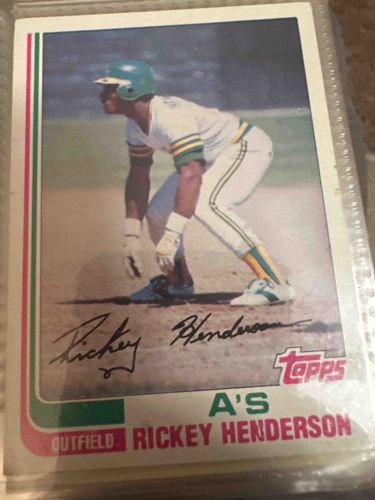 Rickey Henderson
TOPPS
A'S
OUTFIELD RICKEY HENDERSON